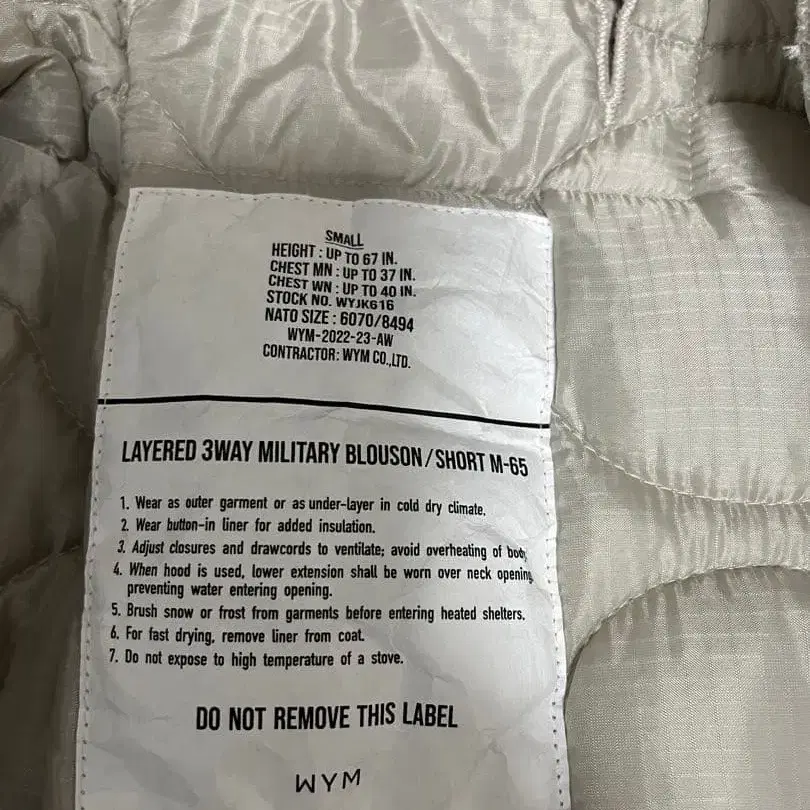 SMALL
HEIGHT : UP TO 67 IN.
CHEST MN : UP TO 37 IN.
CHEST WN : UP TO 40 IN.
STOCK NO. WYJK616
NATO SIZE : 6070/8494
WYM-2022-23-AW
CONTRACTOR: WYM CO.,LTD.
LAYERED 3WAY MILITARY BLOUSON/SHORT M-65
1. Wear as outer garment or as under-layer in cold dry climate.
2. Wear button-in liner for added insulation.
3. Adjust closures and drawcords to ventilate; avoid overheating of body
4. When hood is used, lower extension shall be worn over neck opening
preventing water entering opening.
5. Brush snow or frost from garments before entering heated shelters.
6. For fast drying, remove liner from coat.
7. Do not expose to high temperature of a stove.
DO NOT REMOVE THIS LABEL
WYM